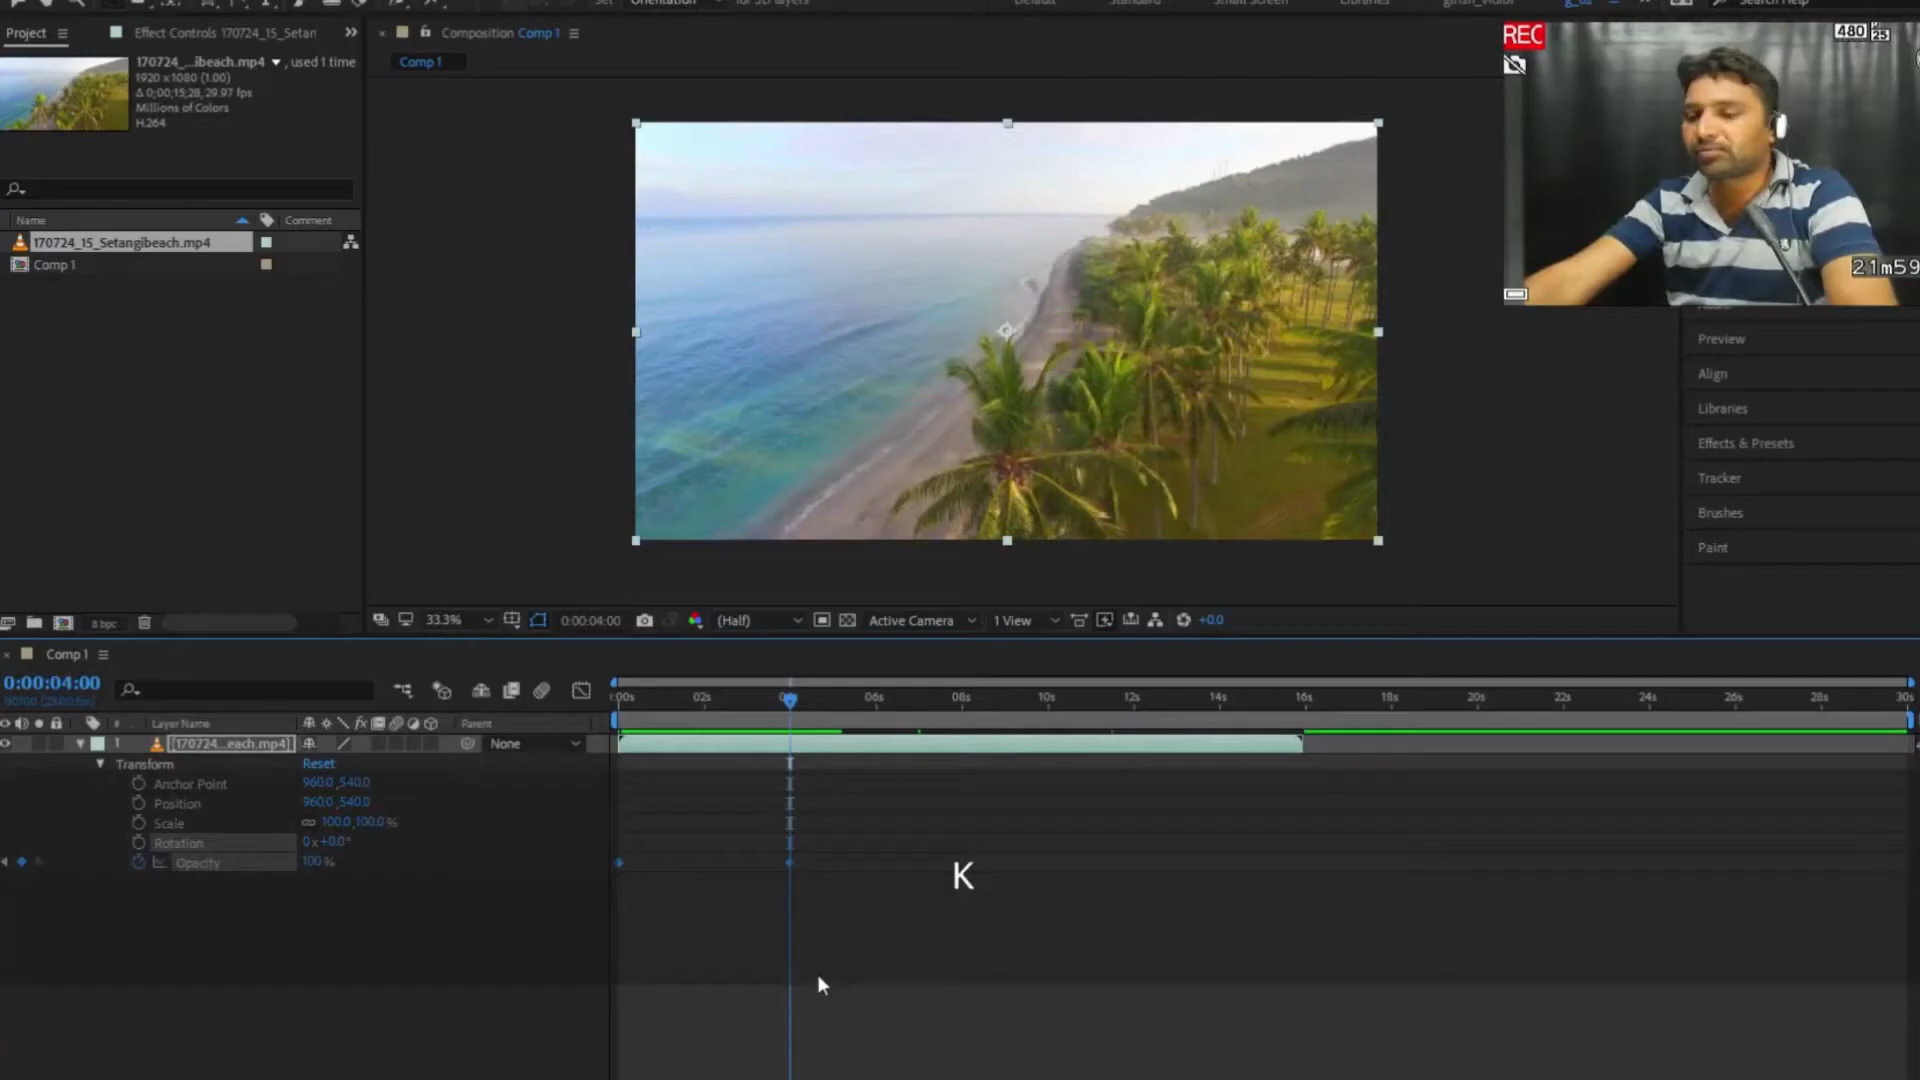 Set
Orientation
for 3D layers
Default
Standard
Small Screen
Libraries
Search Help
Project
Effect Controls 170724_15_Setan
Composition Comp 1
Comp 1
170724_...ibeach.mp4 , used 1 time
1920 x 1080 (1.00)
Δ 0;00;15;28, 29.97 fps
Millions of Colors
H.264
Name
Comment
170724_15_Setangibeach.mp4
Comp 1
REC
480 P 25
21m59
Preview
Align
Libraries
Effects & Presets
Tracker
Brushes
Paint
8 bpc
33.3%
0:00:04:00
(Half)
Active Camera
1 View
+0.0
Comp 1
0:00:04:00
00100 (25.00 fps)
:00s 02s 06s 08s 10s 12s 14s 16s 18s 20s 22s 24s 26s 28s 30s
# Layer Name
fx
Parent
1 [170724...each.mp4] None
Transform Reset
Anchor Point 960.0,540.0
Position 960.0,540.0
Scale 100.0,100.0%
Rotation 0x+0.0°
Opacity 100%
K